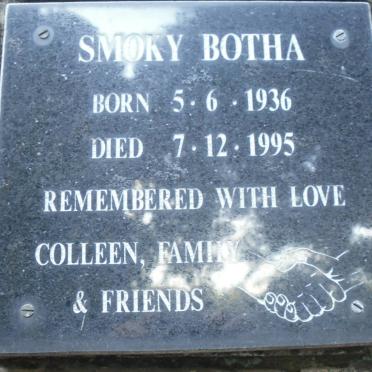 SMOKY BOTHA
BORN 5·6·1936
DIED 7·12·1995
REMEMBERED WITH LOVE
COLLEEN, FAMILY
& FRIENDS